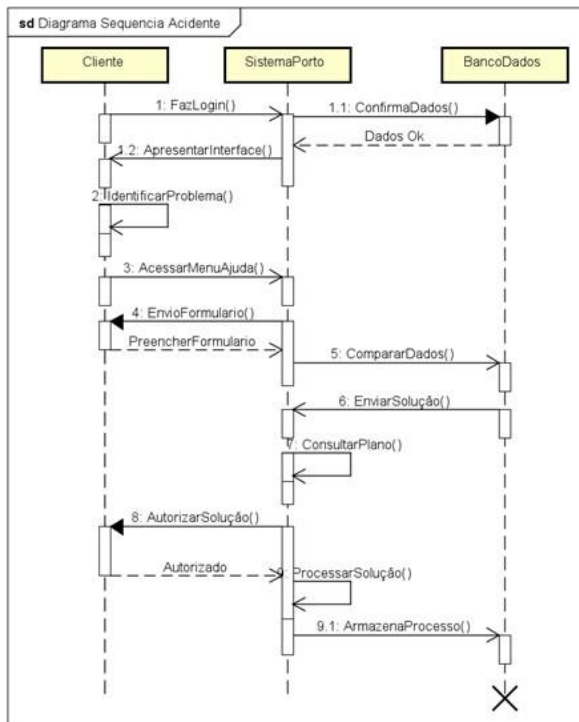 sd Diagrama Sequencia Acidente
Cliente
SistemaPorto
BancoDados
1: FazLogin()
1.1: ConfirmaDados()
Dados Ok
1.2: ApresentarInterface()
2: IdentificarProblema()
3: AcessarMenuAjuda()
4: EnvioFormulario()
PreencherFormulario
5: CompararDados()
6: EnviarSolução()
7: ConsultarPlano()
8: AutorizarSolução()
Autorizado
9: ProcessarSolução()
9.1: ArmazenaProcesso()